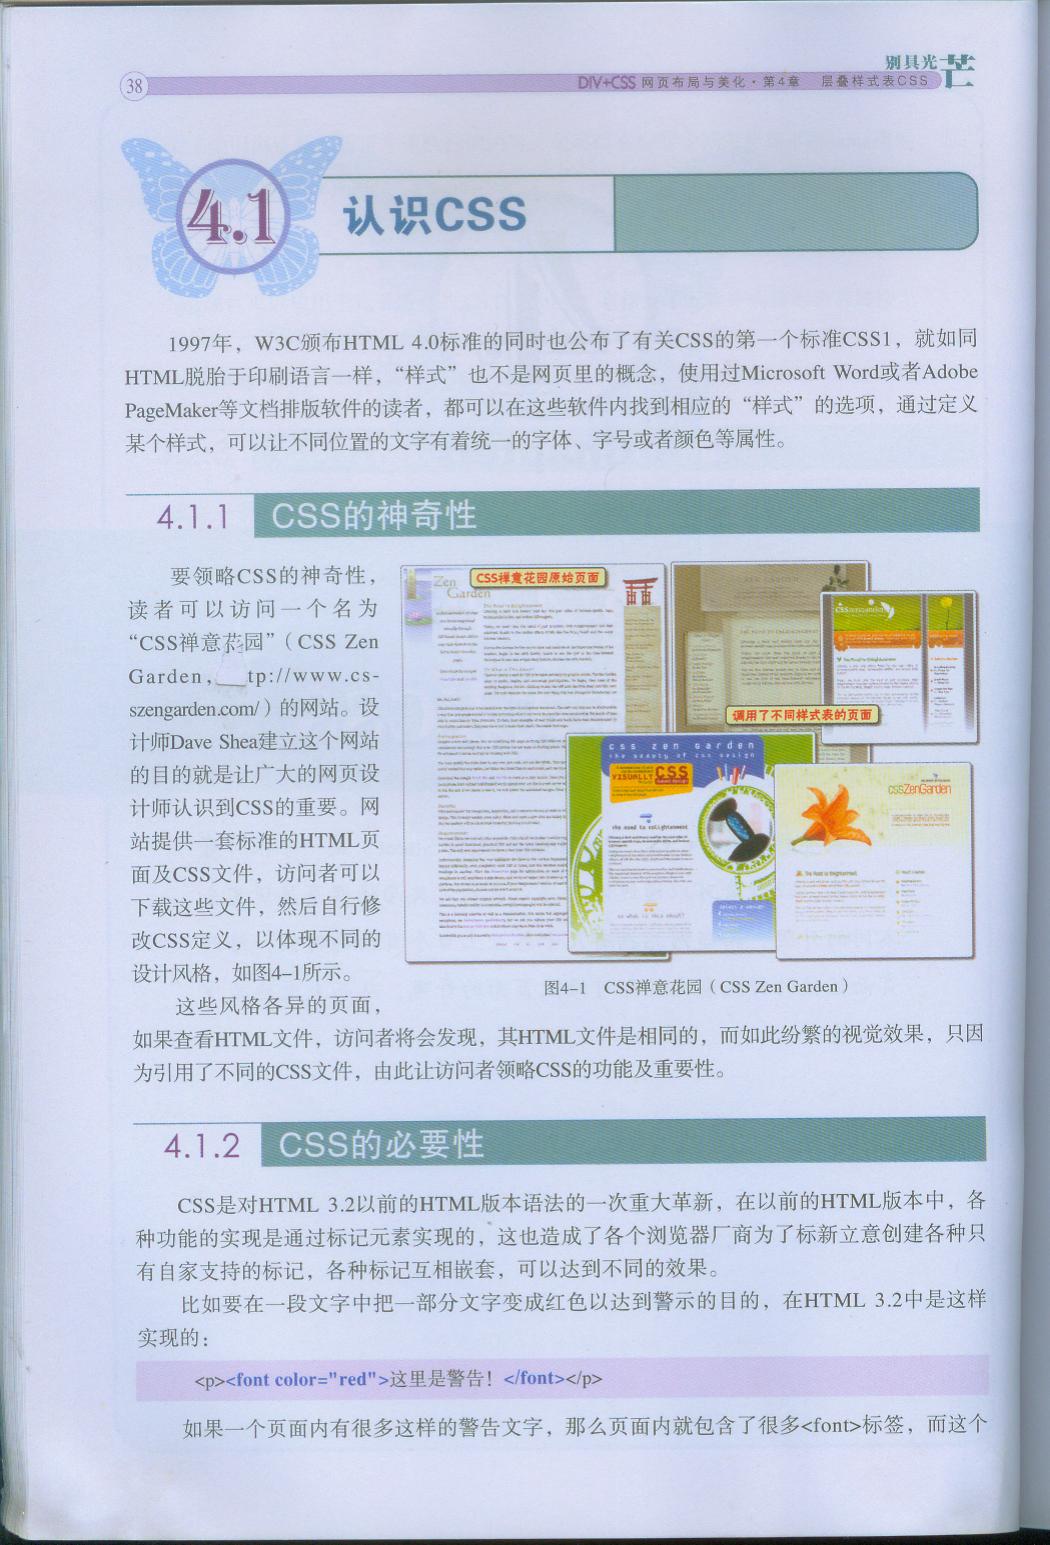 38
DIV+CSS 网页布局与美化·第4章 层叠样式表CSS
别具光芒
4.1 认识CSS
1997年，W3C颁布HTML 4.0标准的同时也公布了有关CSS的第一个标准CSS1，就如同
HTML脱胎于印刷语言一样，“样式”也不是网页里的概念，使用过Microsoft Word或者Adobe
PageMaker等文档排版软件的读者，都可以在这些软件内找到相应的“样式”的选项，通过定义
某个样式，可以让不同位置的文字有着统一的字体、字号或者颜色等属性。
4.1.1 CSS的神奇性
要领略CSS的神奇性，
读者可以访问一个名为
“CSS禅意花园”（CSS Zen
Garden, tp://www.cs-
szengarden.com/）的网站。设
计师Dave Shea建立这个网站
的目的就是让广大的网页设
计师认识到CSS的重要。网
站提供一套标准的HTML页
面及CSS文件，访问者可以
下载这些文件，然后自行修
改CSS定义，以体现不同的
设计风格，如图4-1所示。
Zen
Garden
CSS禅意花园原始页面
调用了不同样式表的页面
css zen garden
the beauty of css design
VISUALLY CSS
the road to enlightenment
cssZenGarden
The Road to Enlightenment
图4-1 CSS禅意花园（CSS Zen Garden）
这些风格各异的页面，
如果查看HTML文件，访问者将会发现，其HTML文件是相同的，而如此纷繁的视觉效果，只因
为引用了不同的CSS文件，由此让访问者领略CSS的功能及重要性。
4.1.2 CSS的必要性
CSS是对HTML 3.2以前的HTML版本语法的一次重大革新，在以前的HTML版本中，各
种功能的实现是通过标记元素实现的，这也造成了各个浏览器厂商为了标新立意创建各种只
有自家支持的标记，各种标记互相嵌套，可以达到不同的效果。
比如要在一段文字中把一部分文字变成红色以达到警示的目的，在HTML 3.2中是这样
实现的：
<p><font color="red">这里是警告！</font></p>
如果一个页面内有很多这样的警告文字，那么页面内就包含了很多<font>标签，而这个